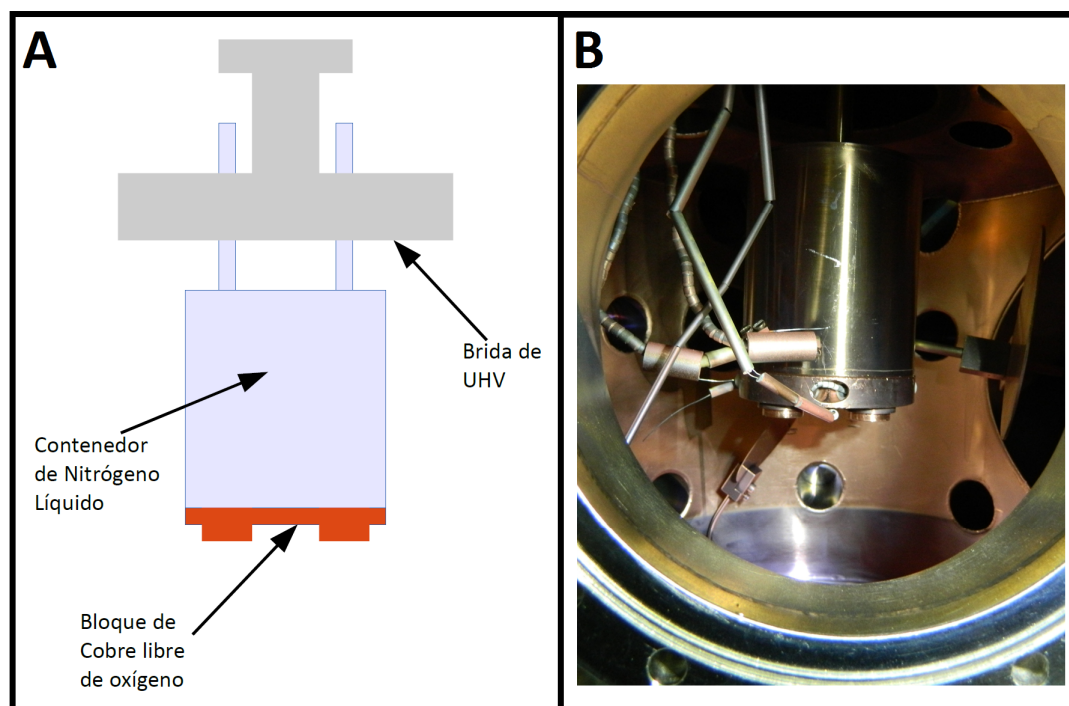 A
B
Brida de
UHV
Contenedor
de Nitrógeno
Líquido
Bloque de
Cobre libre
de oxígeno